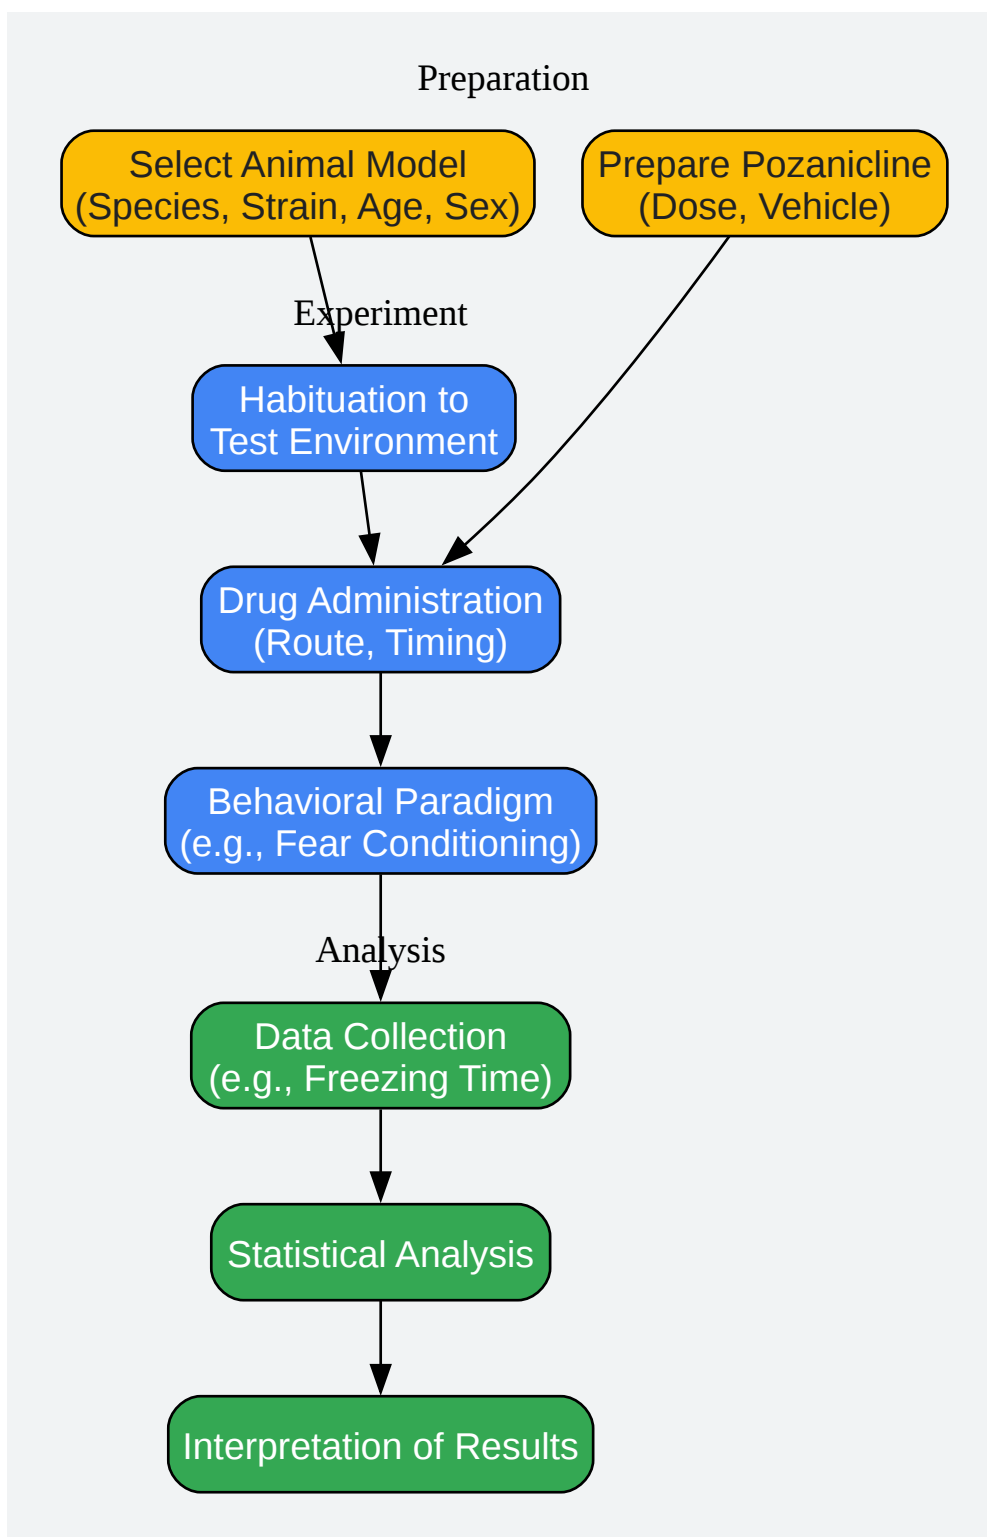 Preparation
Select Animal Model
(Species, Strain, Age, Sex)
Prepare Pozanicline
(Dose, Vehicle)
Experiment
Habituation to
Test Environment
Drug Administration
(Route, Timing)
Behavioral Paradigm
(e.g., Fear Conditioning)
Analysis
Data Collection
(e.g., Freezing Time)
Statistical Analysis
Interpretation of Results